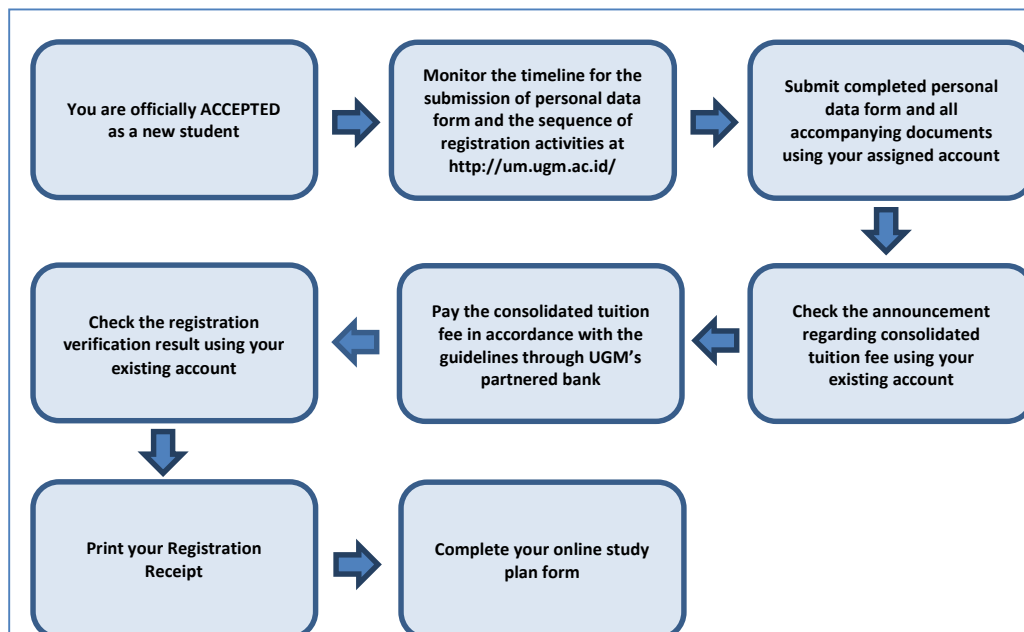 You are officially ACCEPTED
as a new student
Monitor the timeline for the
submission of personal data
form and the sequence of
registration activities at
http://um.ugm.ac.id/
Submit completed personal
data form and all
accompanying documents
using your assigned account
Check the announcement
regarding consolidated
tuition fee using your
existing account
Pay the consolidated tuition
fee in accordance with the
guidelines through UGM’s
partnered bank
Check the registration
verification result using your
existing account
Print your Registration
Receipt
Complete your online study
plan form